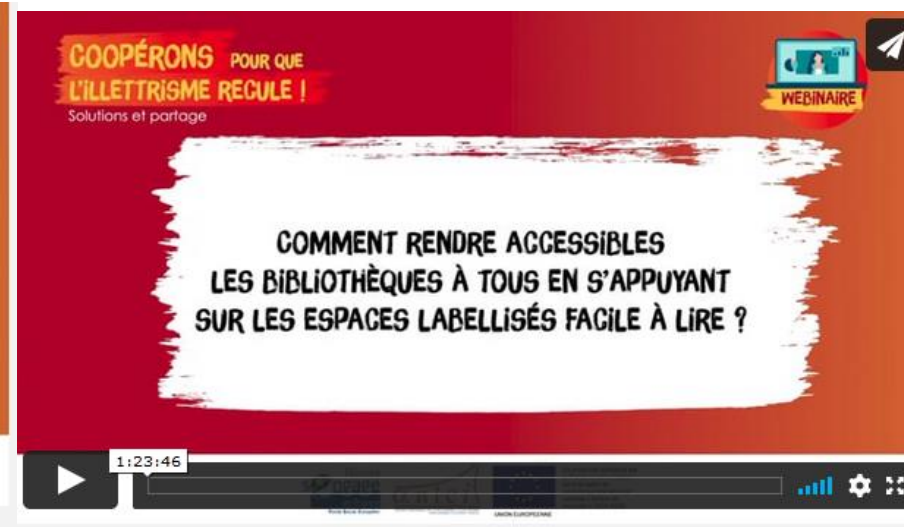 COOPÉRONS POUR QUE
L'ILLETTRISME RECULE !
Solutions et partage
WEBINAIRE
COMMENT RENDRE ACCESSIBLES
LES BIBLIOTHÈQUES À TOUS EN S'APPUYANT
SUR LES ESPACES LABELLISÉS FACILE À LIRE ?
1:23:46
UNION EUROPÉENNE